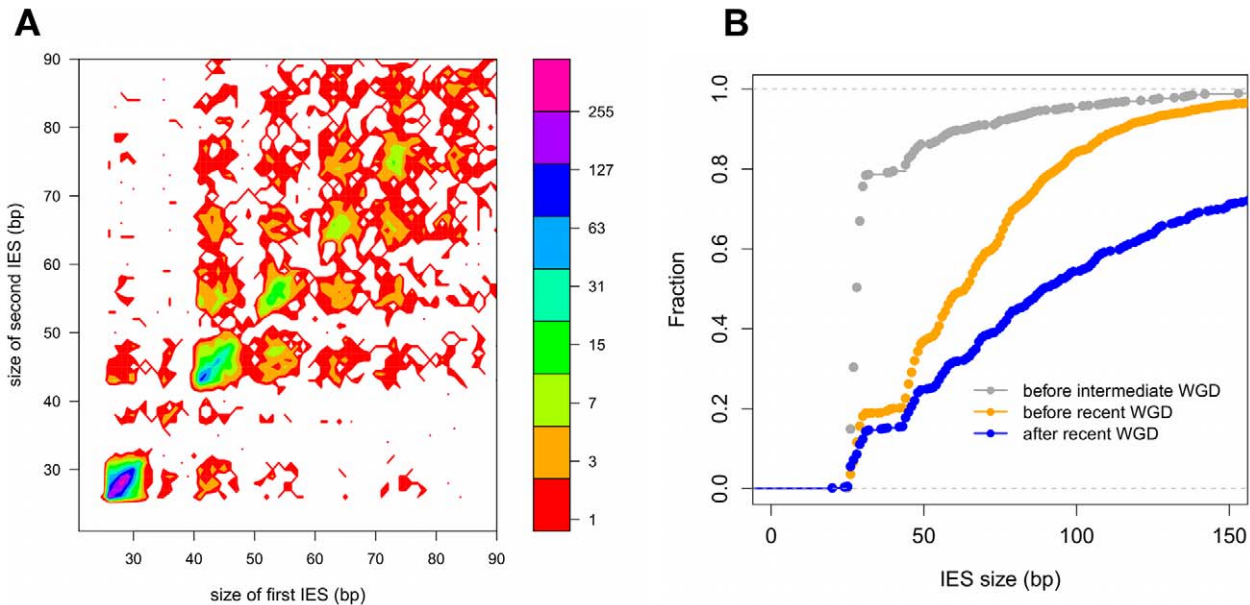 A
90
80
70
60
50
40
30
size of second IES (bp)
30 40 50 60 70 80 90
size of first IES (bp)
255
127
63
31
15
7
3
1
B
1.0
0.8
0.6
0.4
0.2
0.0
Fraction
before intermediate WGD
before recent WGD
after recent WGD
0 50 100 150
IES size (bp)